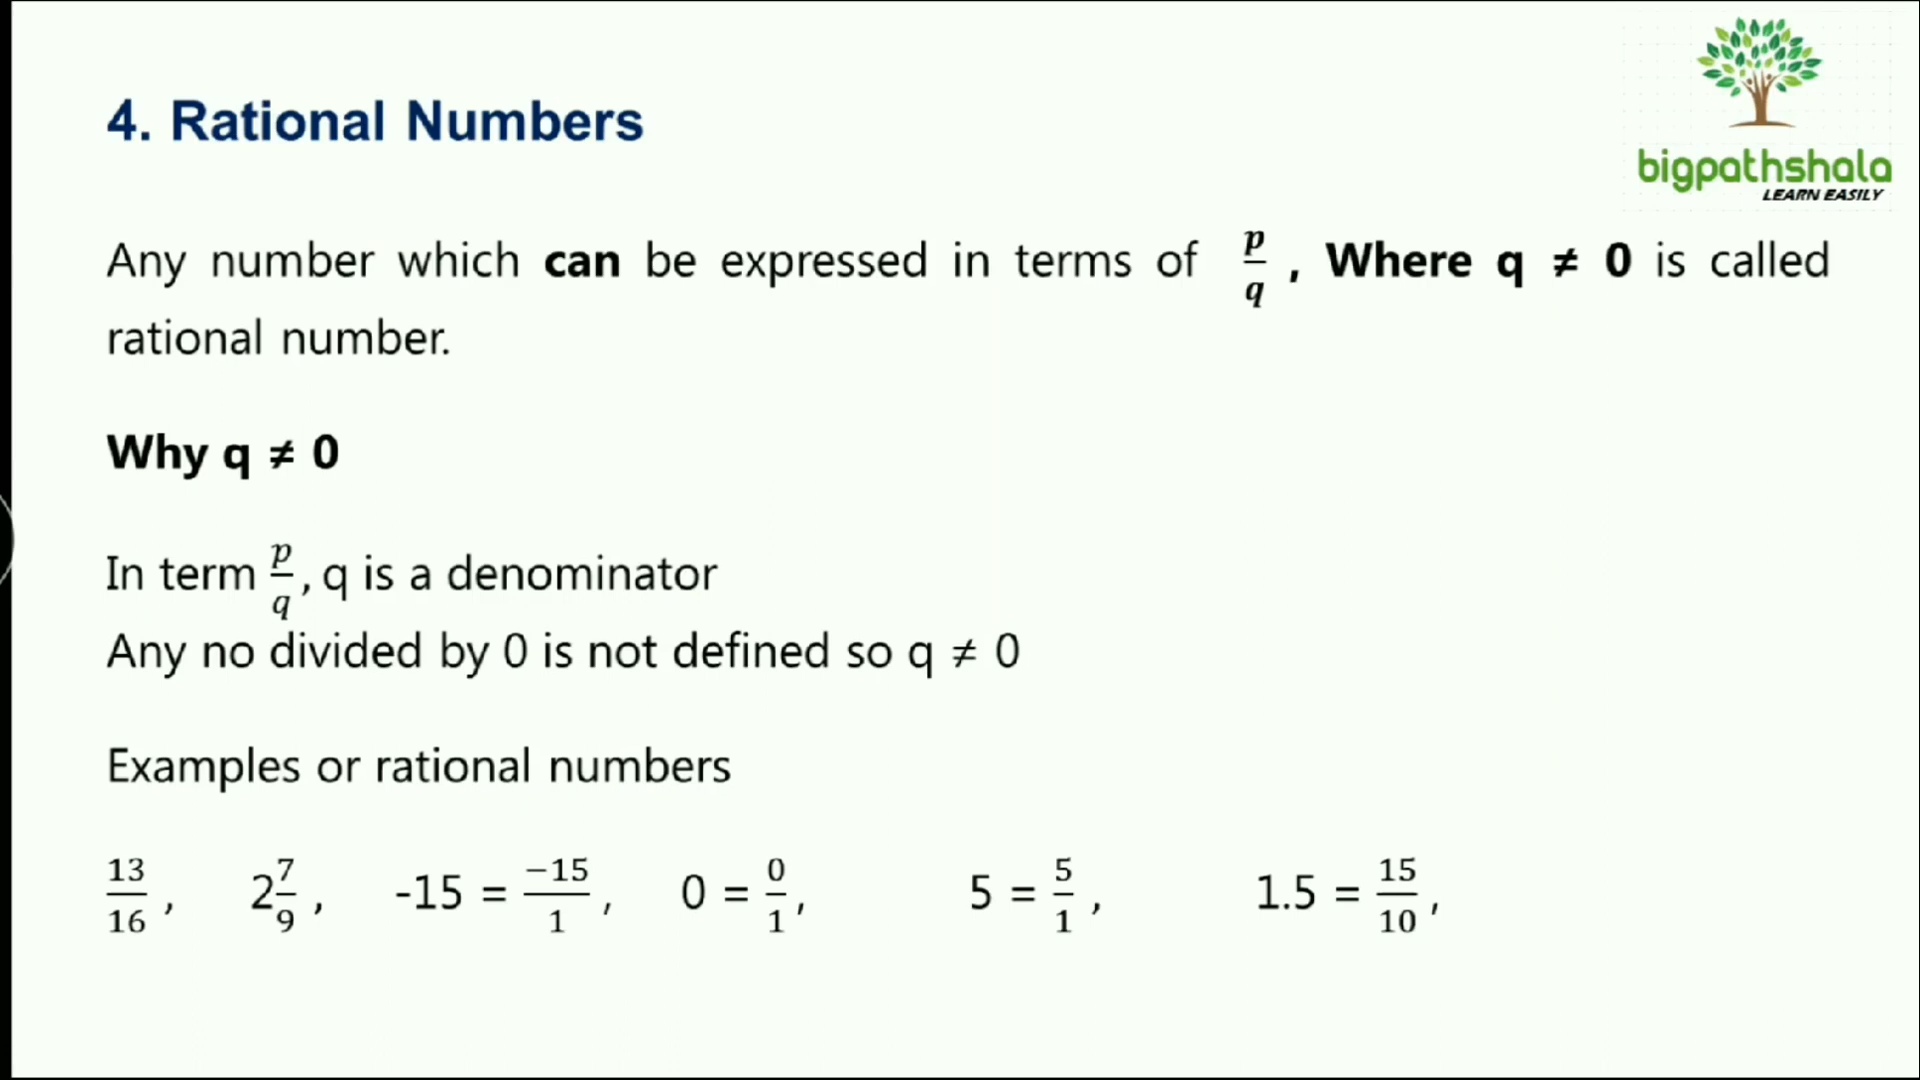 bigpathshala
LEARN EASILY
4. Rational Numbers
Any number which can be expressed in terms of p/q , Where q ≠ 0 is called
rational number.
Why q ≠ 0
In term p/q, q is a denominator
Any no divided by 0 is not defined so q ≠ 0
Examples or rational numbers
13/16 , 2 7/9 , -15 = −15/1 , 0 = 0/1, 5 = 5/1 , 1.5 = 15/10 ,